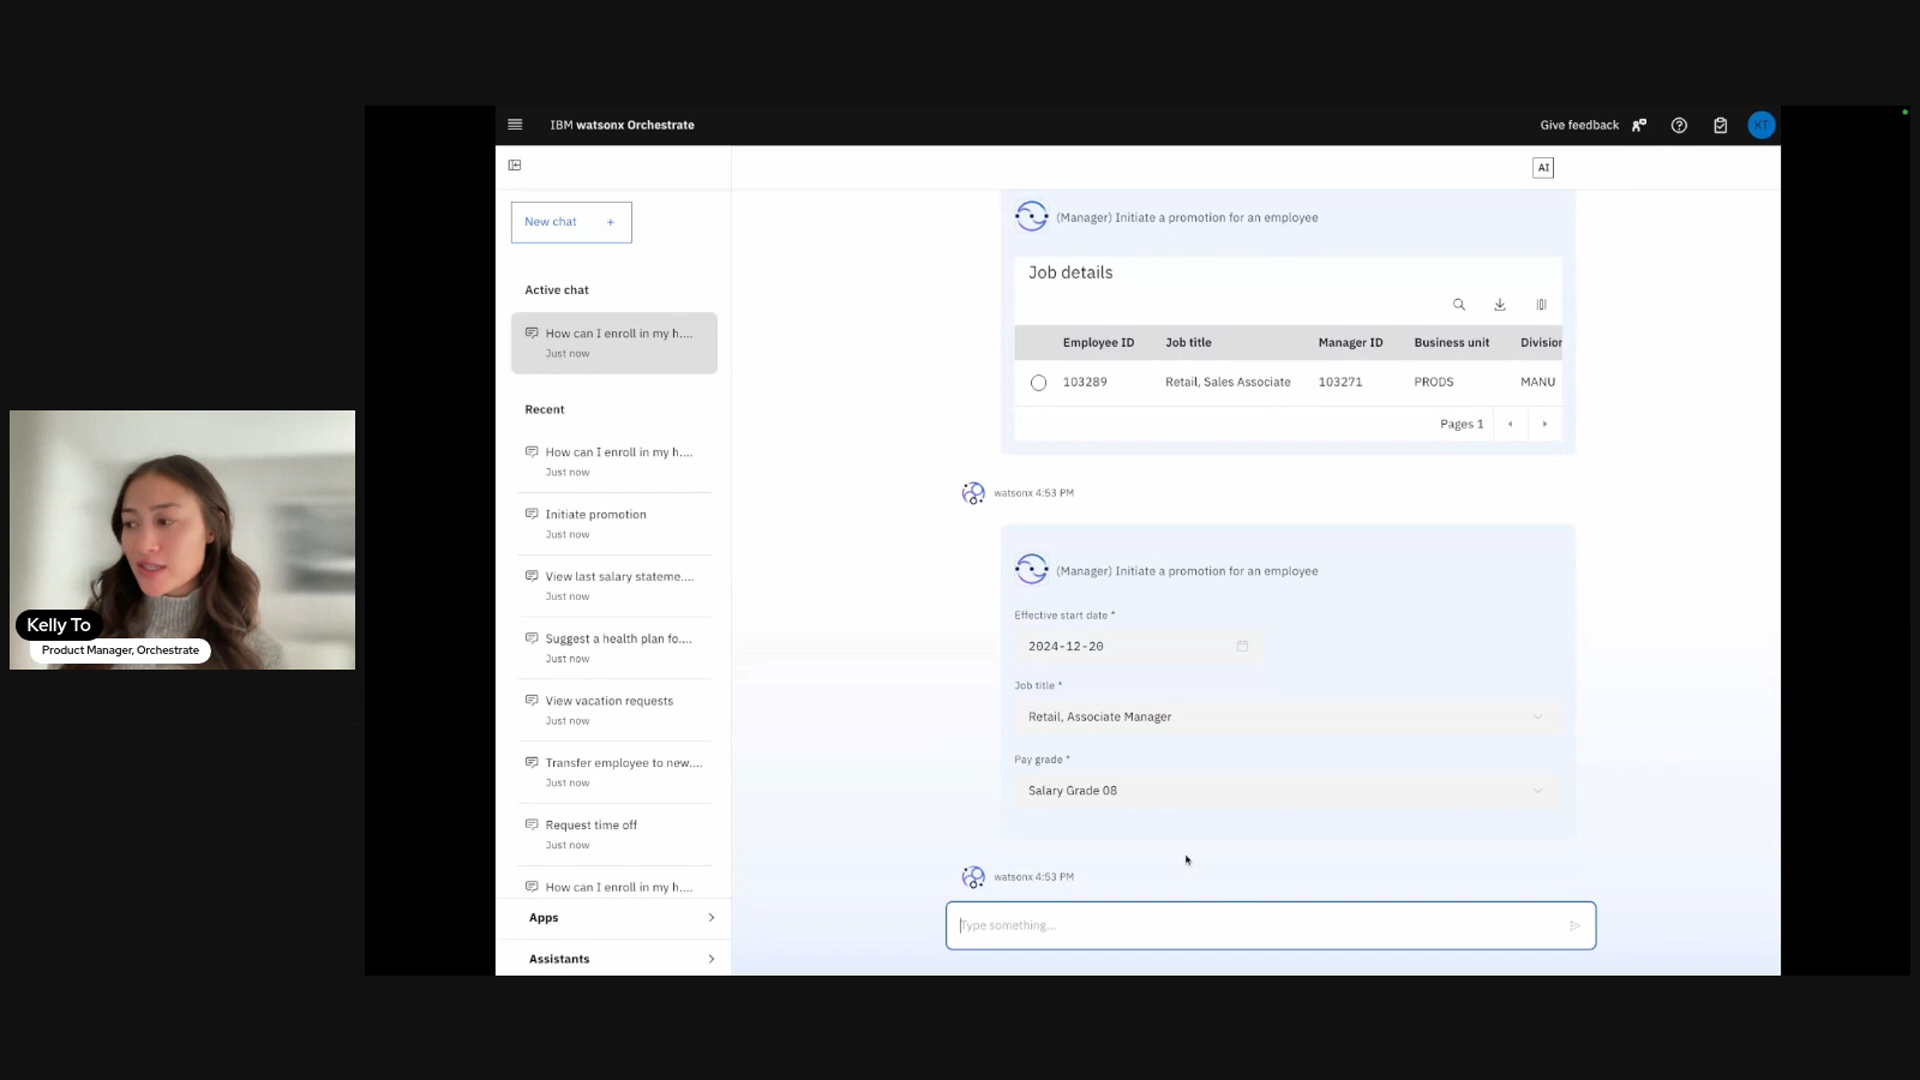 IBM watsonx Orchestrate
Give feedback
KT
AI
New chat +
Active chat
How can I enroll in my h....
Just now
Recent
How can I enroll in my h....
Just now
Initiate promotion
Just now
View last salary stateme....
Just now
Suggest a health plan fo....
Just now
View vacation requests
Just now
Transfer employee to new....
Just now
Request time off
Just now
How can I enroll in my h....
Apps
Assistants
(Manager) Initiate a promotion for an employee
Job details
Employee ID Job title Manager ID Business unit Division
103289 Retail, Sales Associate 103271 PRODS MANU
Pages 1
watsonx 4:53 PM
(Manager) Initiate a promotion for an employee
Effective start date *
2024-12-20
Job title *
Retail, Associate Manager
Pay grade *
Salary Grade 08
watsonx 4:53 PM
Type something...
Kelly To
Product Manager, Orchestrate